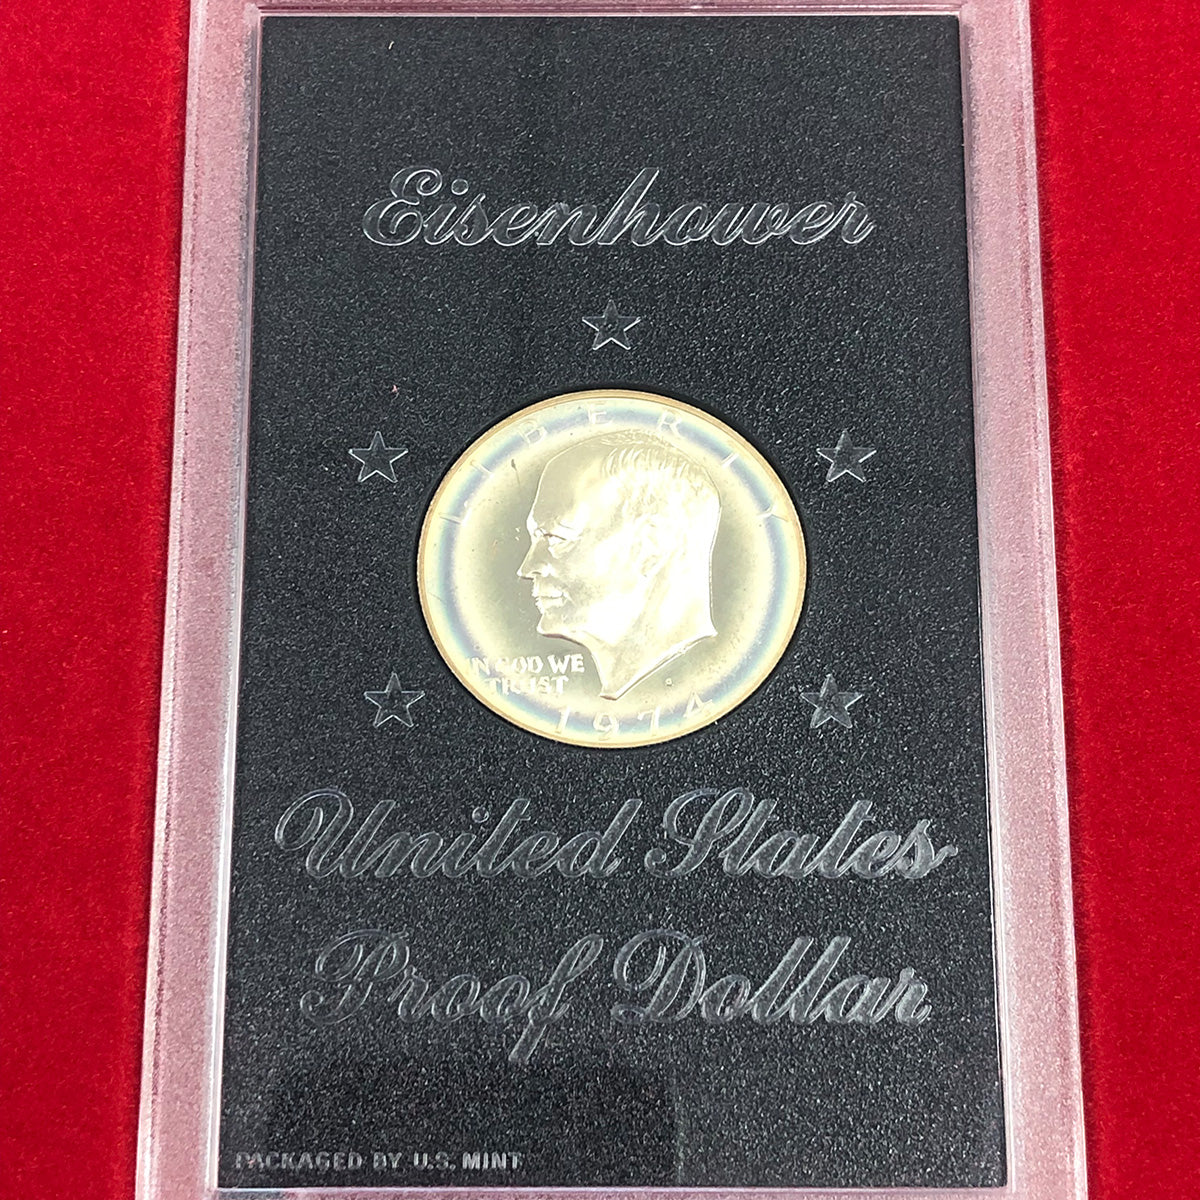 Eisenhower
LIBERTY
IN GOD WE
TRUST
S
1974
United States
Proof Dollar
PACKAGED BY U.S. MINT